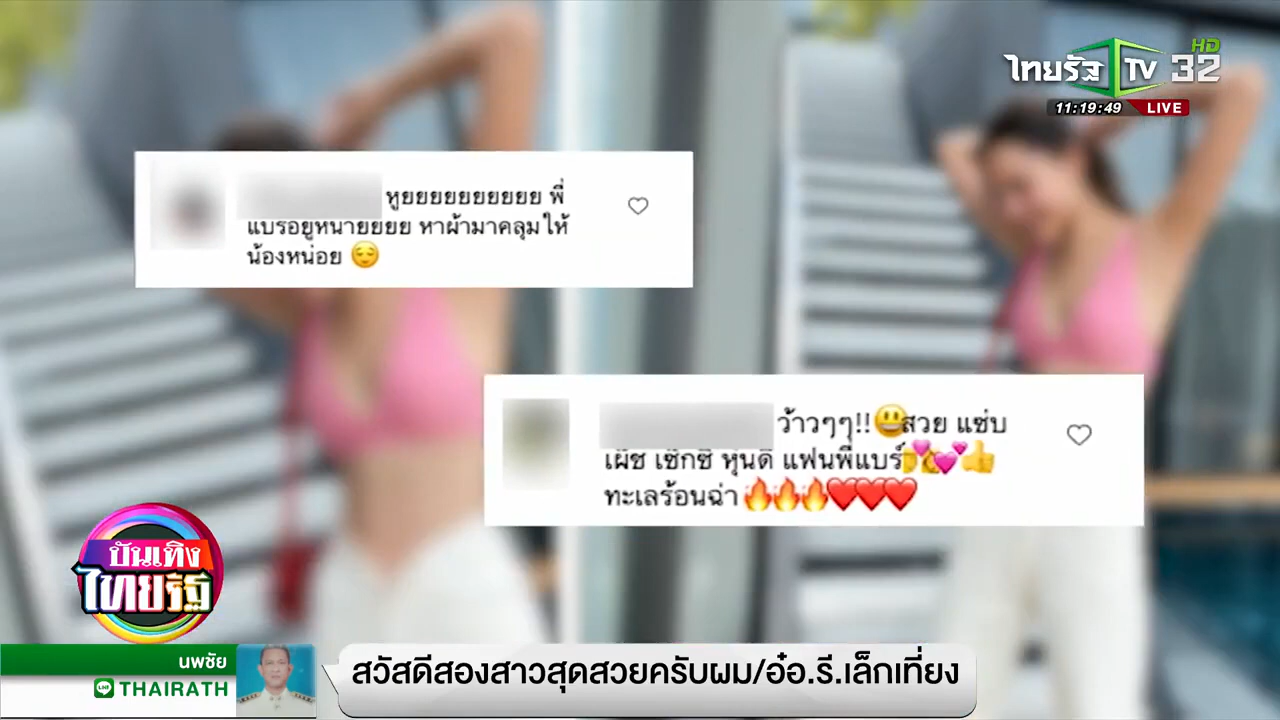 ไทยรัฐ TV HD 32
11:19:49 LIVE
หูยยยยยยยยยย พี่
แบร์อยู่หนายยยย หาผ้ามาคลุมให้
น้องหน่อย 😌
ว้าวๆๆ!!😃สวย แซ่บ
เผ็ช เซ็กซี่ หุ่นดี แฟนพี่แบร์💕👍
ทะเลร้อนฉ่า🔥🔥🔥❤️❤️❤️
บันเทิง
ไทยรัฐ
นพชัย
LINE THAIRATH
สวัสดีสองสาวสุดสวยครับผม/อ๋อ.รี.เล็กเที่ยง